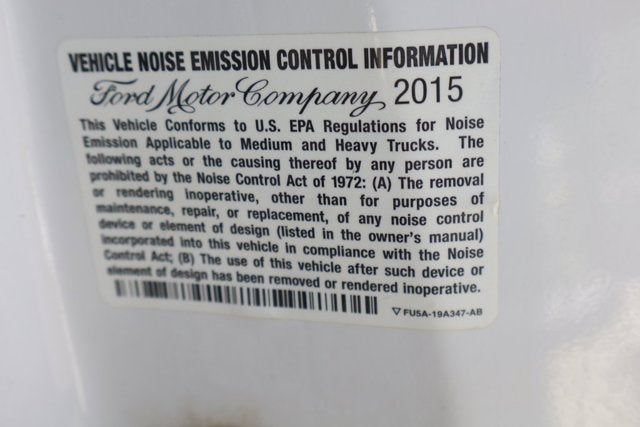 VEHICLE NOISE EMISSION CONTROL INFORMATION
Ford Motor Company 2015
This Vehicle Conforms to U.S. EPA Regulations for Noise
Emission Applicable to Medium and Heavy Trucks. The
following acts or the causing thereof by any person are
prohibited by the Noise Control Act of 1972: (A) The removal
or rendering inoperative, other than for purposes of
maintenance, repair, or replacement, of any noise control
device or element of design (listed in the owner's manual)
incorporated into this vehicle in compliance with the Noise
Control Act; (B) The use of this vehicle after such device or
element of design has been removed or rendered inoperative.
FU5A-19A347-AB